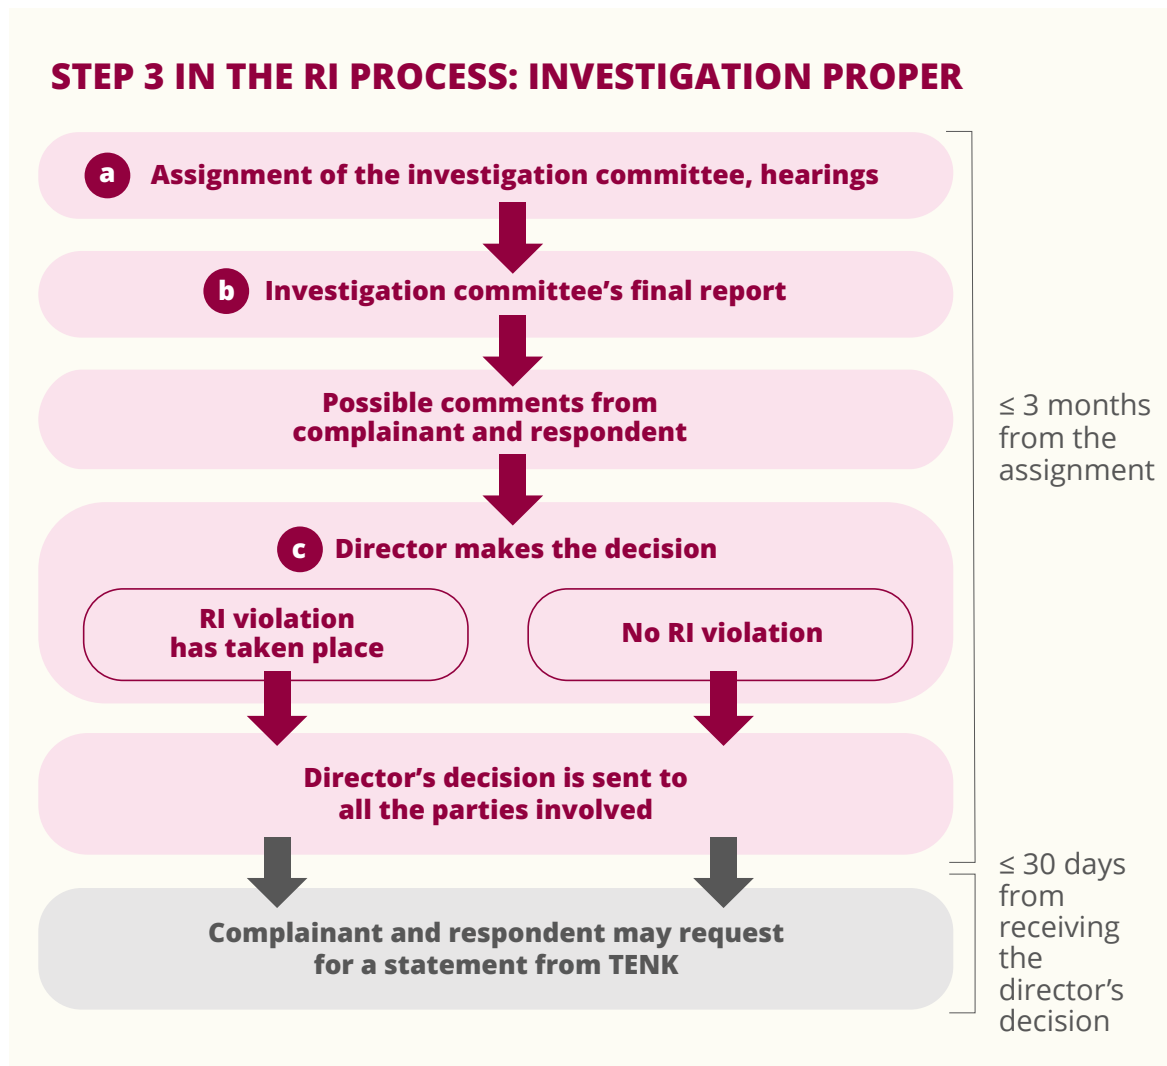 STEP 3 IN THE RI PROCESS: INVESTIGATION PROPER
a Assignment of the investigation committee, hearings
b Investigation committee’s final report
Possible comments from
complainant and respondent
≤ 3 months
from the
assignment
c Director makes the decision
RI violation
has taken place
No RI violation
Director’s decision is sent to
all the parties involved
Complainant and respondent may request
for a statement from TENK
≤ 30 days
from
receiving
the
director’s
decision